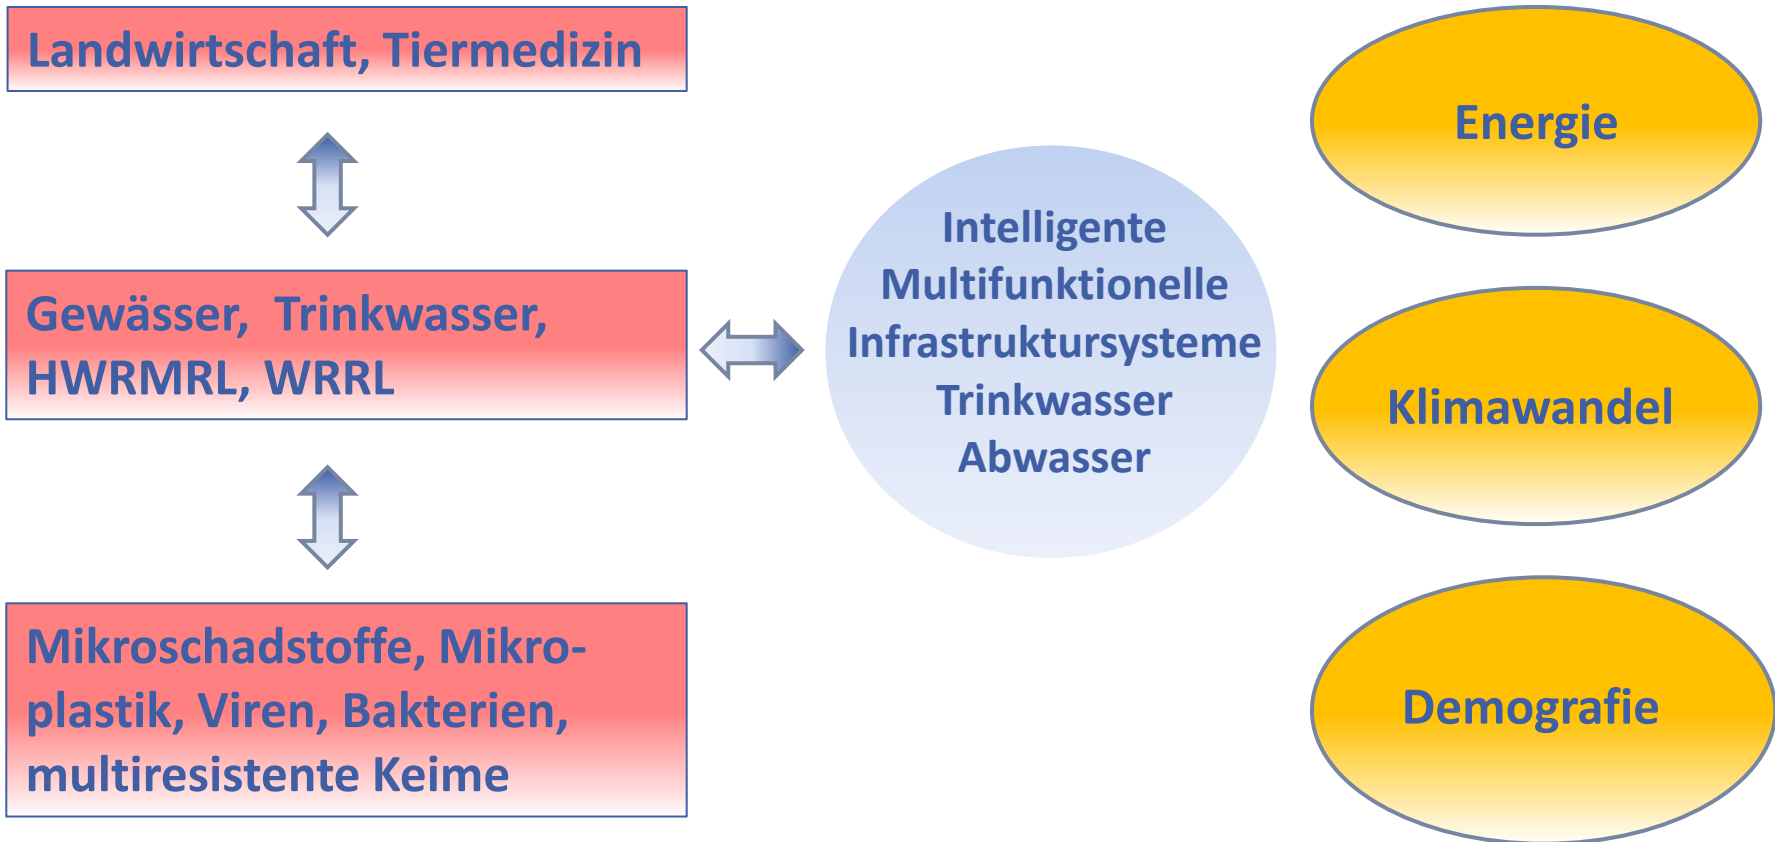 Landwirtschaft, Tiermedizin
Gewässer, Trinkwasser,
HWRMRL, WRRL
Mikroschadstoffe, Mikro-
plastik, Viren, Bakterien,
multiresistente Keime
Intelligente
Multifunktionelle
Infrastruktursysteme
Trinkwasser
Abwasser
Energie
Klimawandel
Demografie